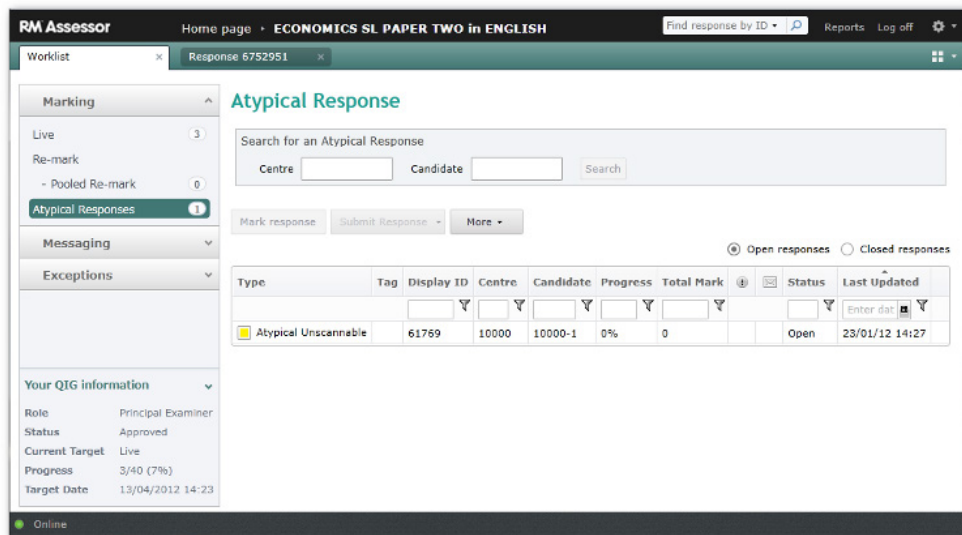 RM Assessor Home page ▸ ECONOMICS SL PAPER TWO in ENGLISH Find response by ID Reports Log off
Worklist × Response 6752951 ×
Marking
Live 3
Re-mark
- Pooled Re-mark 0
Atypical Responses 1
Messaging
Exceptions
Your QIG information
Role Principal Examiner
Status Approved
Current Target Live
Progress 3/40 (7%)
Target Date 13/04/2012 14:23
Atypical Response
Search for an Atypical Response
Centre Candidate Search
Mark response Submit Response More
Open responses Closed responses
Type Tag Display ID Centre Candidate Progress Total Mark Status Last Updated
Enter dat
Atypical Unscannable 61769 10000 10000-1 0% 0 Open 23/01/12 14:27
Online